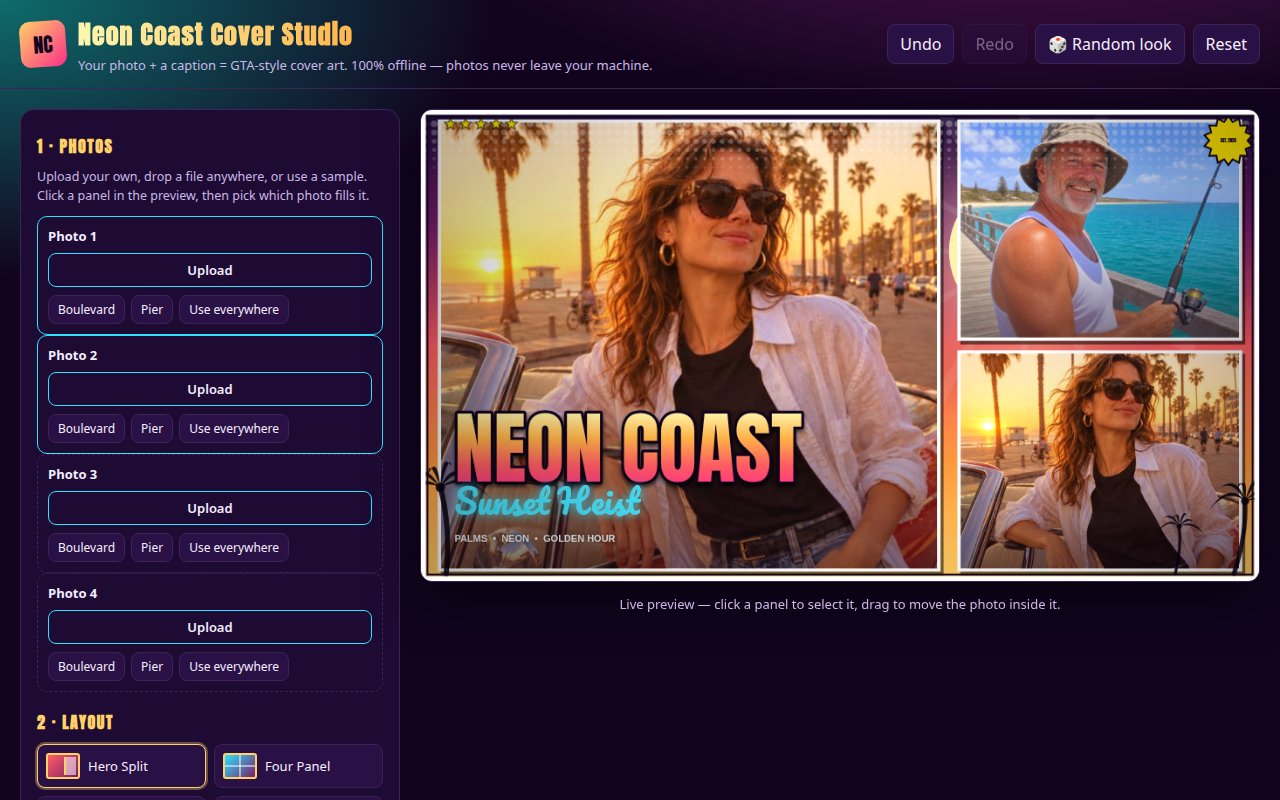 NC
Neon Coast Cover Studio
Your photo + a caption = GTA-style cover art. 100% offline — photos never leave your machine.
Undo
Redo
🎲 Random look
Reset
1 · PHOTOS
Upload your own, drop a file anywhere, or use a sample.
Click a panel in the preview, then pick which photo fills it.
Photo 1
Upload
Boulevard Pier Use everywhere
Photo 2
Upload
Boulevard Pier Use everywhere
Photo 3
Upload
Boulevard Pier Use everywhere
Photo 4
Upload
Boulevard Pier Use everywhere
2 · LAYOUT
Hero Split
Four Panel
NEON COAST
Sunset Heist
PALMS • NEON • GOLDEN HOUR
Live preview — click a panel to select it, drag to move the photo inside it.